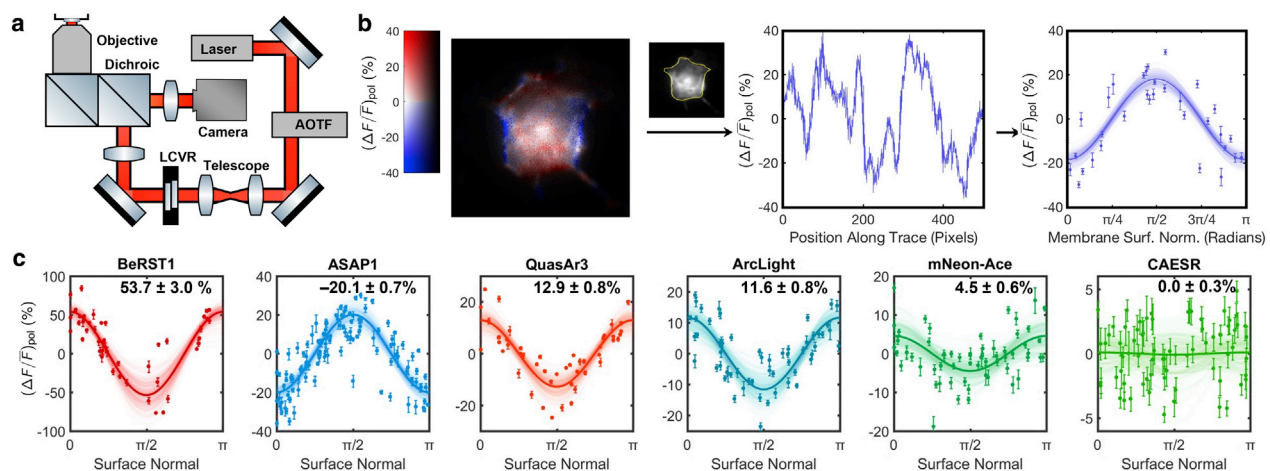 a
Objective
Dichroic
Laser
Camera
AOTF
LCVR
Telescope
b
(ΔF/F̅)pol (%)
40
20
0
-20
-40
(ΔF/F̅)pol (%)
40
20
0
-20
-40
0
200
400
Position Along Trace (Pixels)
(ΔF/F̅)pol (%)
40
20
0
-20
-40
0
π/4
π/2
3π/4
π
Membrane Surf. Norm. (Radians)
c
BeRST1
53.7 ± 3.0 %
(ΔF/F̅)pol (%)
100
50
0
-50
-100
0
π/2
π
Surface Normal
ASAP1
–20.1 ± 0.7%
40
20
0
-20
-40
0
π/2
π
Surface Normal
QuasAr3
12.9 ± 0.8%
20
0
-20
0
π/2
π
Surface Normal
ArcLight
11.6 ± 0.8%
20
10
0
-10
-20
0
π/2
π
Surface Normal
mNeon-Ace
4.5 ± 0.6%
20
10
0
-10
-20
0
π/2
π
Surface Normal
CAESR
0.0 ± 0.3%
5
0
-5
0
π/2
π
Surface Normal